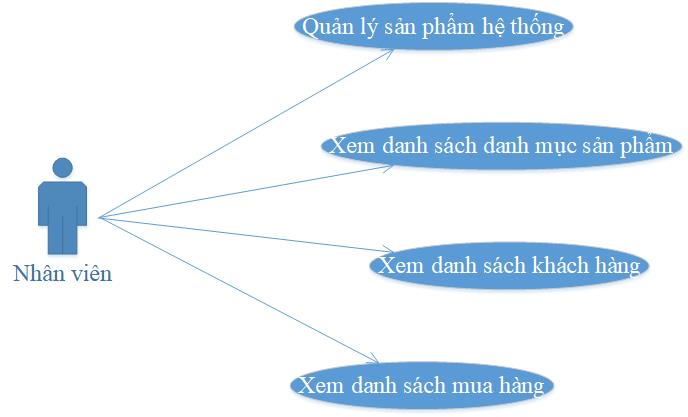 Quản lý sản phẩm hệ thống
Xem danh sách danh mục sản phẩm
Nhân viên
Xem danh sách khách hàng
Xem danh sách mua hàng